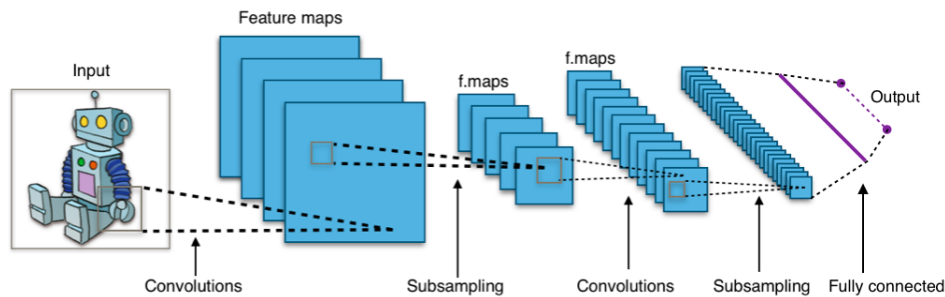 Feature maps
Input
f.maps
f.maps
Output
Convolutions
Subsampling
Convolutions
Subsampling
Fully connected